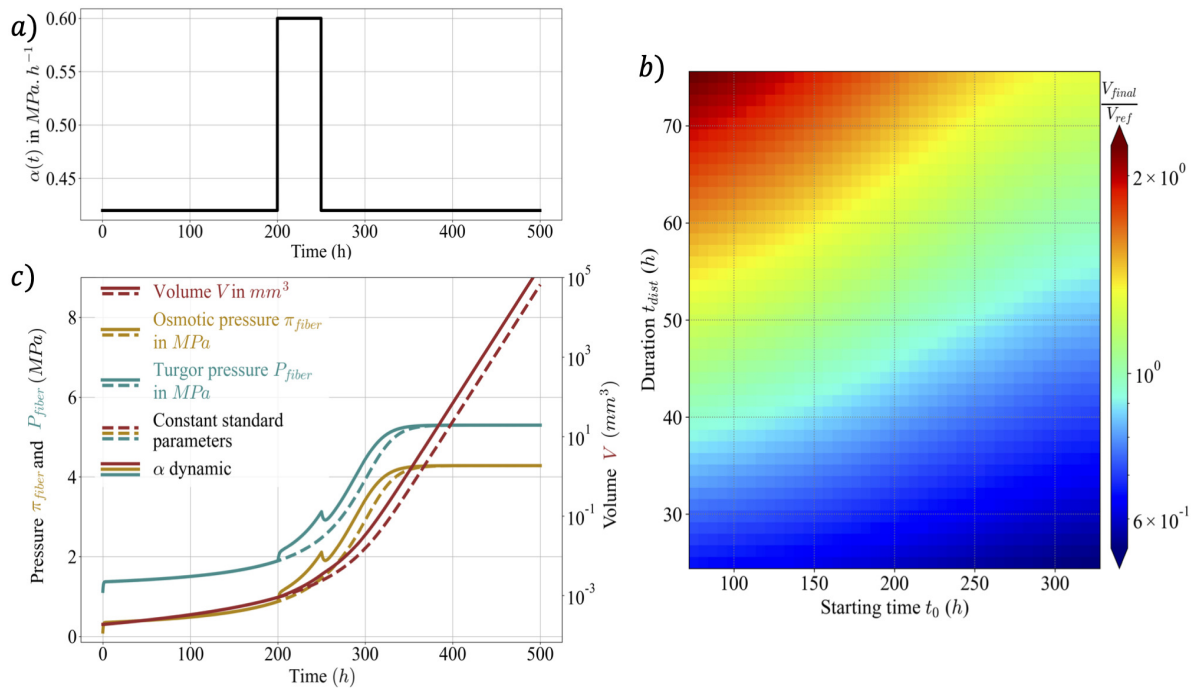 a)
α(t) in MPa.h⁻¹
0.60
0.55
0.50
0.45
0 100 200 300 400 500
Time (h)
b)
Duration t_dist (h)
70
60
50
40
30
100 150 200 250 300
Starting time t₀ (h)
V_final
V_ref
2 × 10⁰
10⁰
6 × 10⁻¹
c)
Pressure π_fiber and P_fiber (MPa)
8
6
4
2
0
Volume V in mm³
Osmotic pressure π_fiber
in MPa
Turgor pressure P_fiber
in MPa
Constant standard
parameters
α dynamic
10⁵
10³
10¹
10⁻¹
10⁻³
Volume V (mm³)
0 100 200 300 400 500
Time (h)